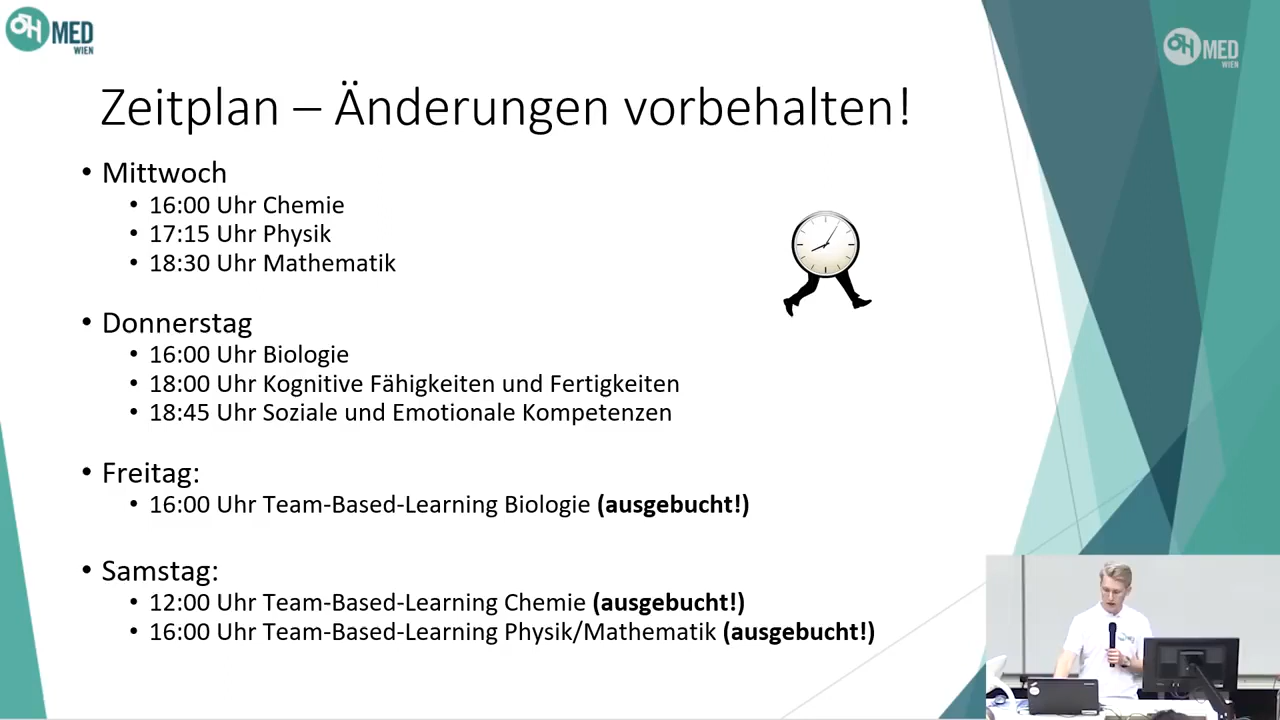 ÖH MED
WIEN
ÖH MED
WIEN
Zeitplan – Änderungen vorbehalten!
• Mittwoch
• 16:00 Uhr Chemie
• 17:15 Uhr Physik
• 18:30 Uhr Mathematik
• Donnerstag
• 16:00 Uhr Biologie
• 18:00 Uhr Kognitive Fähigkeiten und Fertigkeiten
• 18:45 Uhr Soziale und Emotionale Kompetenzen
• Freitag:
• 16:00 Uhr Team-Based-Learning Biologie (ausgebucht!)
• Samstag:
• 12:00 Uhr Team-Based-Learning Chemie (ausgebucht!)
• 16:00 Uhr Team-Based-Learning Physik/Mathematik (ausgebucht!)